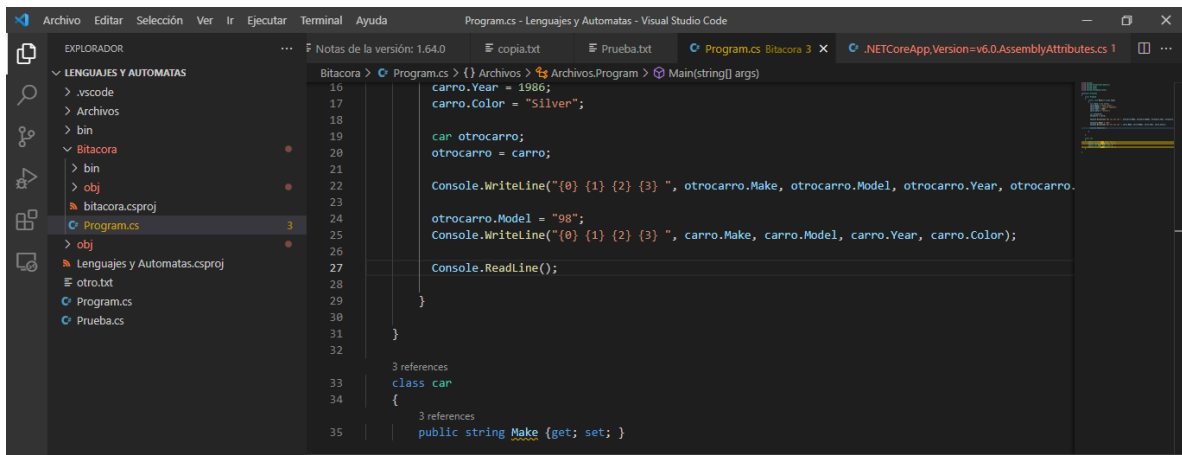 Archivo Editar Selección Ver Ir Ejecutar Terminal Ayuda
Program.cs - Lenguajes y Automatas - Visual Studio Code
EXPLORADOR
LENGUAJES Y AUTOMATAS
.vscode
Archivos
bin
Bitacora
bin
obj
bitacora.csproj
Program.cs 3
obj
Lenguajes y Automatas.csproj
otro.txt
Program.cs
Prueba.cs
Notas de la versión: 1.64.0
copia.txt
Prueba.txt
Program.cs Bitacora 3
.NETCoreApp,Version=v6.0.AssemblyAttributes.cs 1
Bitacora > Program.cs > {} Archivos > Archivos.Program > Main(string[] args)
16 carro.Year = 1986;
17 carro.Color = "Silver";
18
19 car otrocarro;
20 otrocarro = carro;
21
22 Console.WriteLine("{0} {1} {2} {3} ", otrocarro.Make, otrocarro.Model, otrocarro.Year, otrocarro.
23
24 otrocarro.Model = "98";
25 Console.WriteLine("{0} {1} {2} {3} ", carro.Make, carro.Model, carro.Year, carro.Color);
26
27 Console.ReadLine();
28
29 }
30
31 }
32
3 references
33 class car
34 {
3 references
35 public string Make {get; set; }